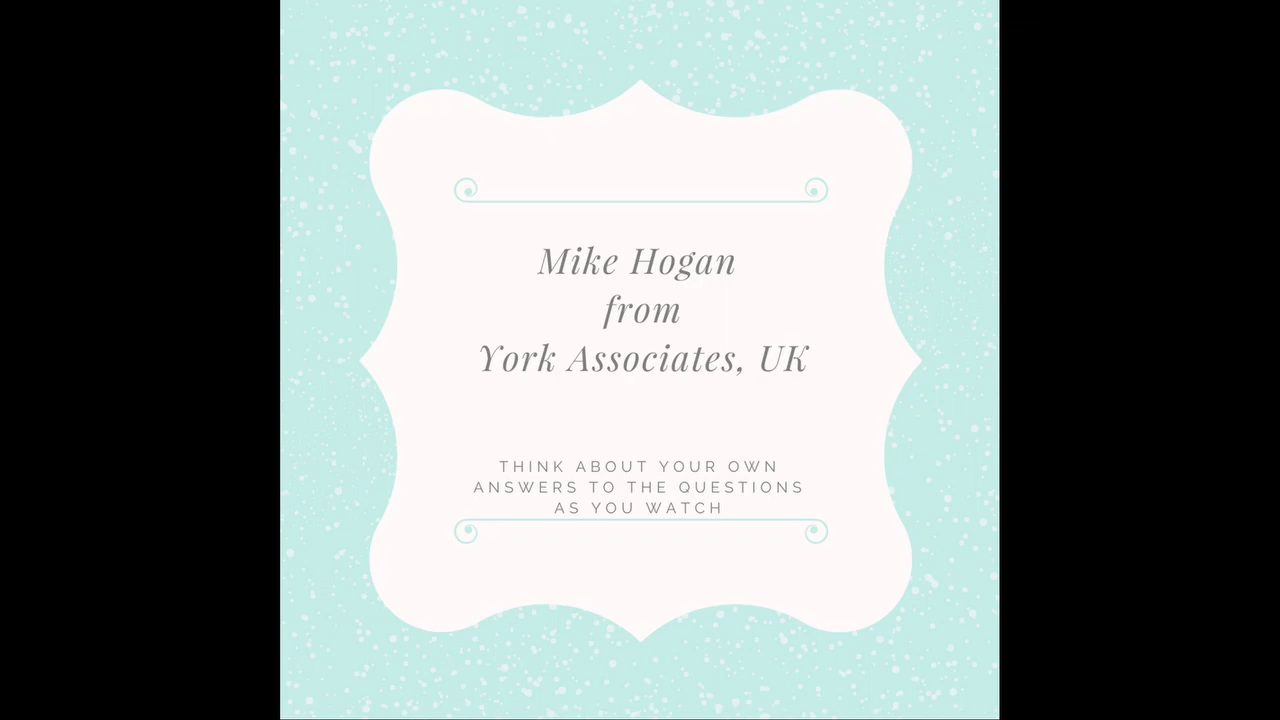 Mike Hogan
from
York Associates, UK
THINK ABOUT YOUR OWN
ANSWERS TO THE QUESTIONS
AS YOU WATCH